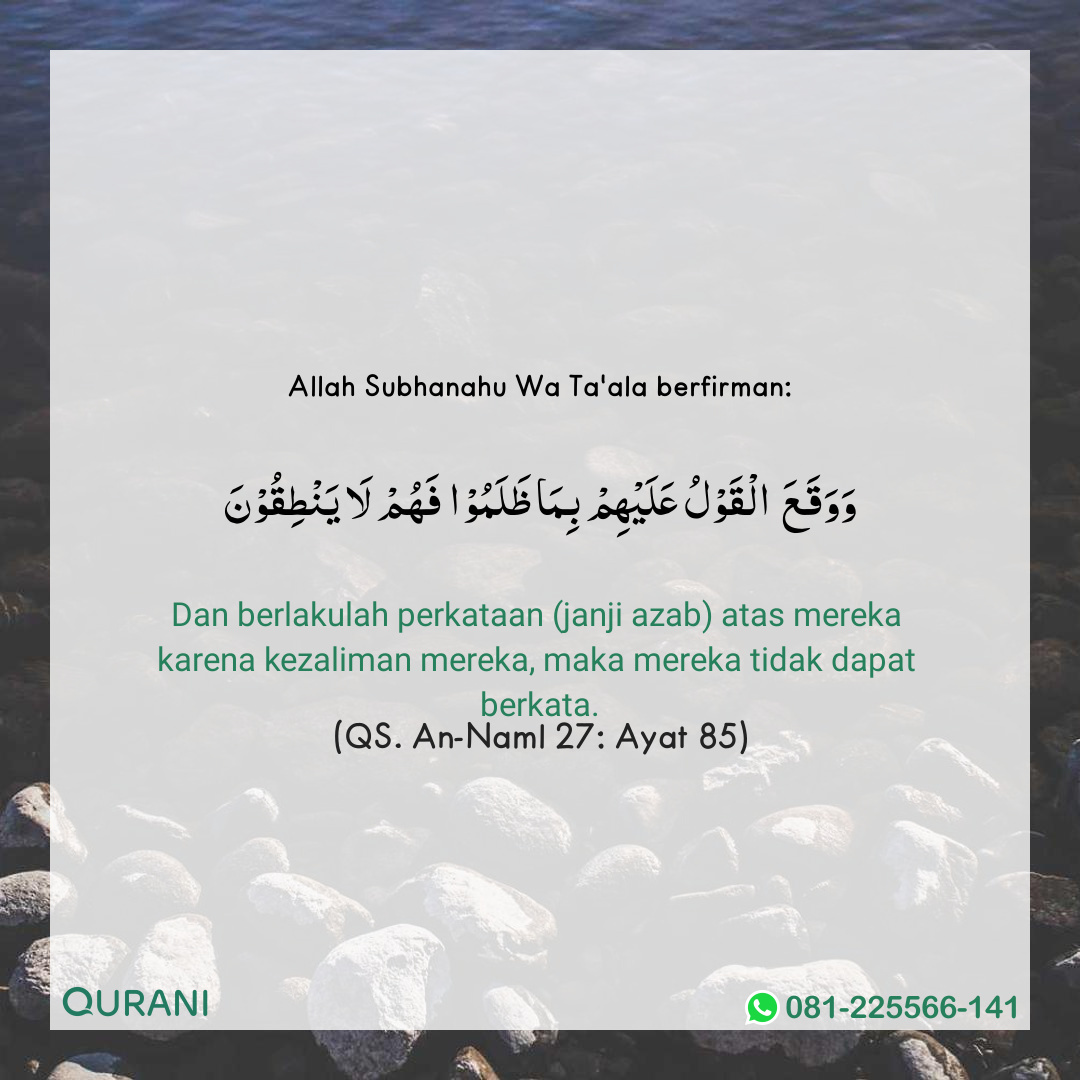 Allah Subhanahu Wa Ta'ala berfirman:
وَوَقَعَ الْقَوْلُ عَلَيْهِمْ بِمَا ظَلَمُوْا فَهُمْ لَا يَنْطِقُوْنَ
Dan berlakulah perkataan (janji azab) atas mereka
karena kezaliman mereka, maka mereka tidak dapat
berkata.
(QS. An-Naml 27: Ayat 85)
QURANI
081-225566-141